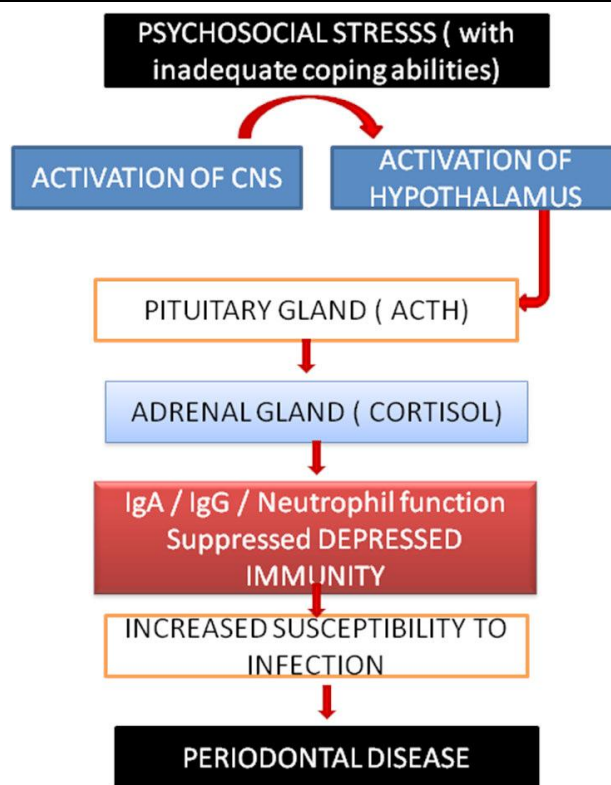 PSYCHOSOCIAL STRESSS ( with
inadequate coping abilities)
ACTIVATION OF CNS
ACTIVATION OF
HYPOTHALAMUS
PITUITARY GLAND ( ACTH)
ADRENAL GLAND ( CORTISOL)
IgA / IgG / Neutrophil function
Suppressed DEPRESSED
IMMUNITY
INCREASED SUSCEPTIBILITY TO
INFECTION
PERIODONTAL DISEASE